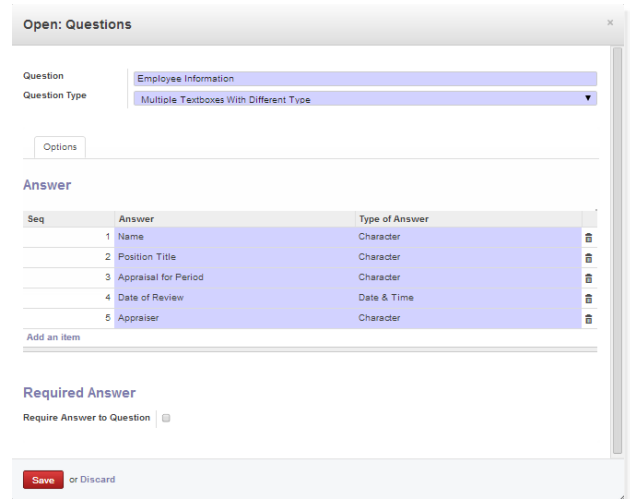 Open: Questions ×
Question Employee Information
Question Type Multiple Textboxes With Different Type
Options
Answer
Seq Answer Type of Answer
1 Name Character
2 Position Title Character
3 Appraisal for Period Character
4 Date of Review Date & Time
5 Appraiser Character
Add an item
Required Answer
Require Answer to Question
Save or Discard